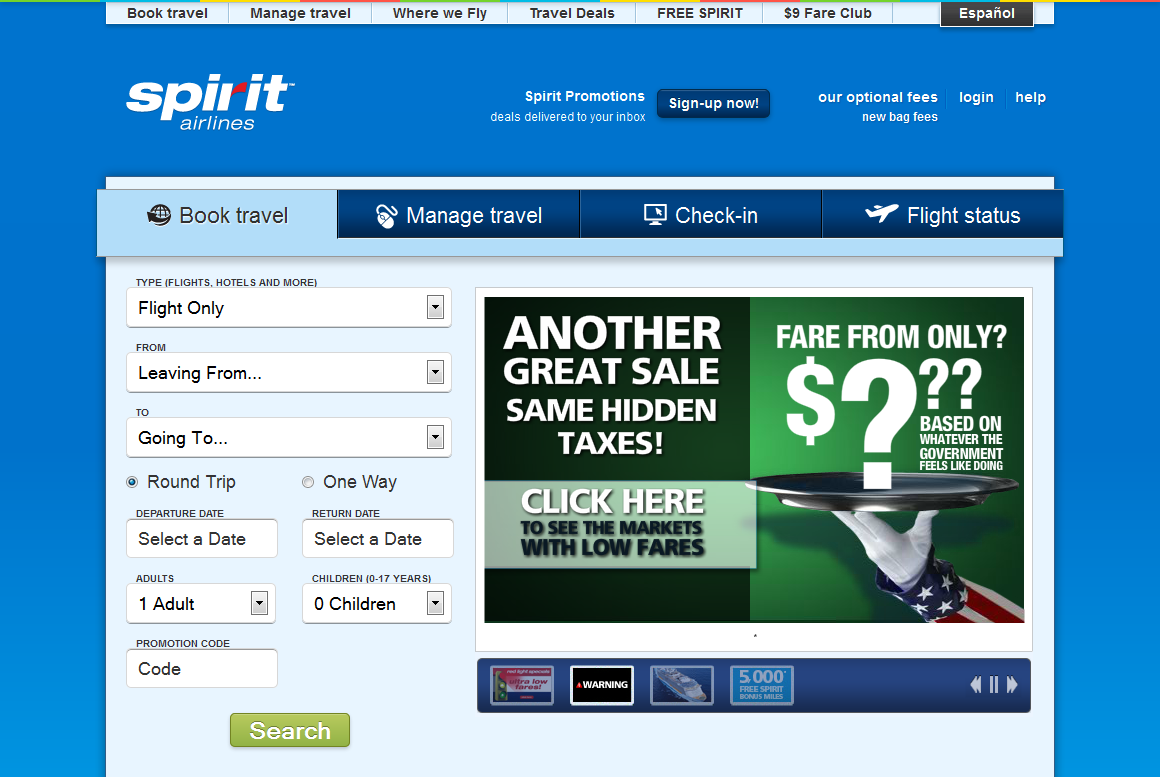 Book travel
Manage travel
Where we Fly
Travel Deals
FREE SPIRIT
$9 Fare Club
Español
spirit
airlines
Spirit Promotions
deals delivered to your inbox
Sign-up now!
our optional fees
new bag fees
login
help
Book travel
Manage travel
Check-in
Flight status
TYPE (FLIGHTS, HOTELS AND MORE)
Flight Only
FROM
Leaving From...
TO
Going To...
Round Trip
One Way
DEPARTURE DATE
RETURN DATE
Select a Date
Select a Date
ADULTS
CHILDREN (0-17 YEARS)
1 Adult
0 Children
PROMOTION CODE
Code
Search
ANOTHER
GREAT SALE
SAME HIDDEN
TAXES!
CLICK HERE
TO SEE THE MARKETS
WITH LOW FARES
FARE FROM ONLY?
$???
BASED ON
WHATEVER THE
GOVERNMENT
FEELS LIKE DOING
*
red light specials
ultra low
fares!
WARNING
5,000*
FREE SPIRIT
BONUS MILES